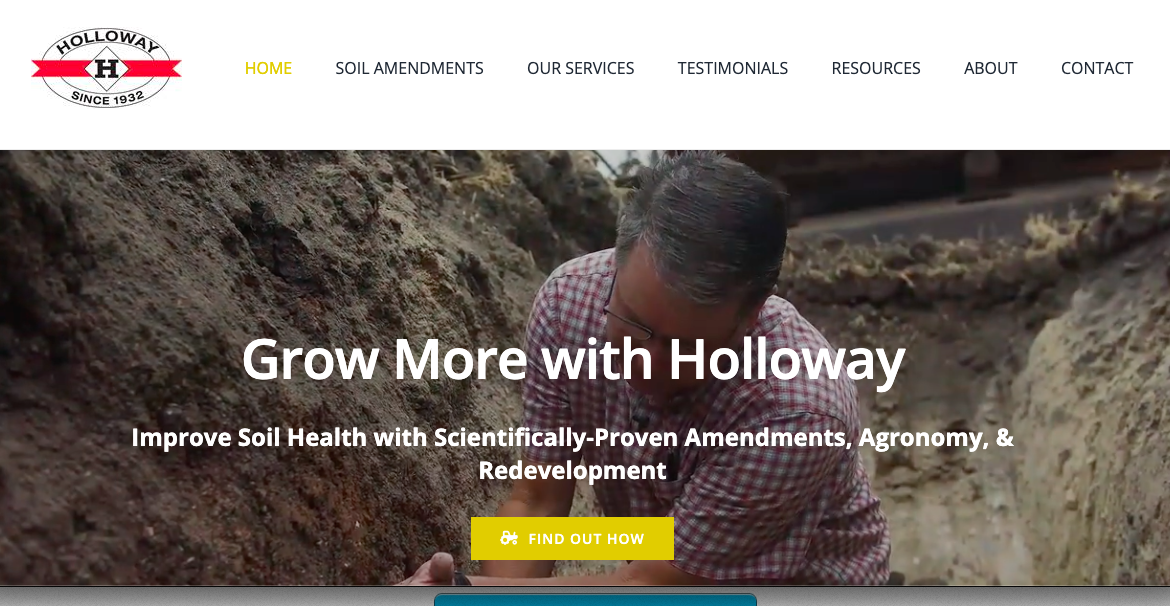 HOLLOWAY
H
SINCE 1932
HOME SOIL AMENDMENTS OUR SERVICES TESTIMONIALS RESOURCES ABOUT CONTACT
Grow More with Holloway
Improve Soil Health with Scientifically-Proven Amendments, Agronomy, &
Redevelopment
FIND OUT HOW